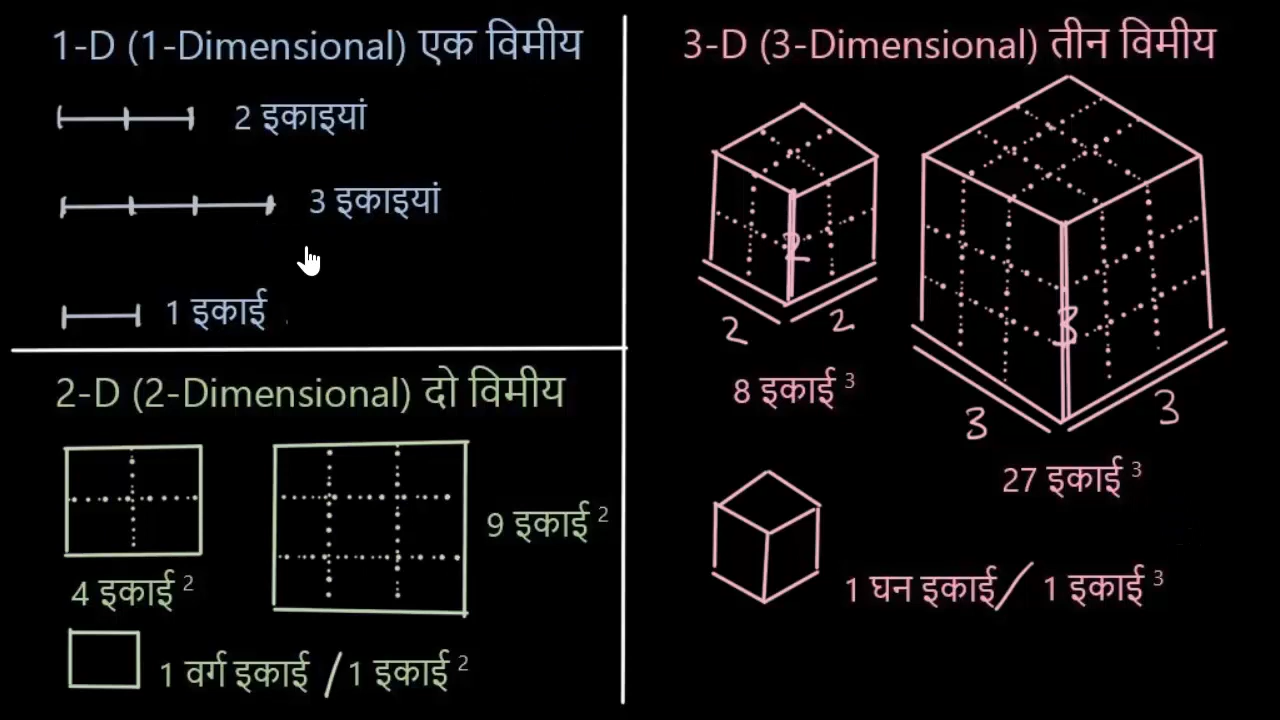 1-D (1-Dimensional) एक विमीय
2 इकाइयां
3 इकाइयां
1 इकाई
2-D (2-Dimensional) दो विमीय
9 इकाई ²
4 इकाई ²
1 वर्ग इकाई / 1 इकाई ²
3-D (3-Dimensional) तीन विमीय
2
2 2
8 इकाई ³
3
3 3
27 इकाई ³
1 घन इकाई / 1 इकाई ³